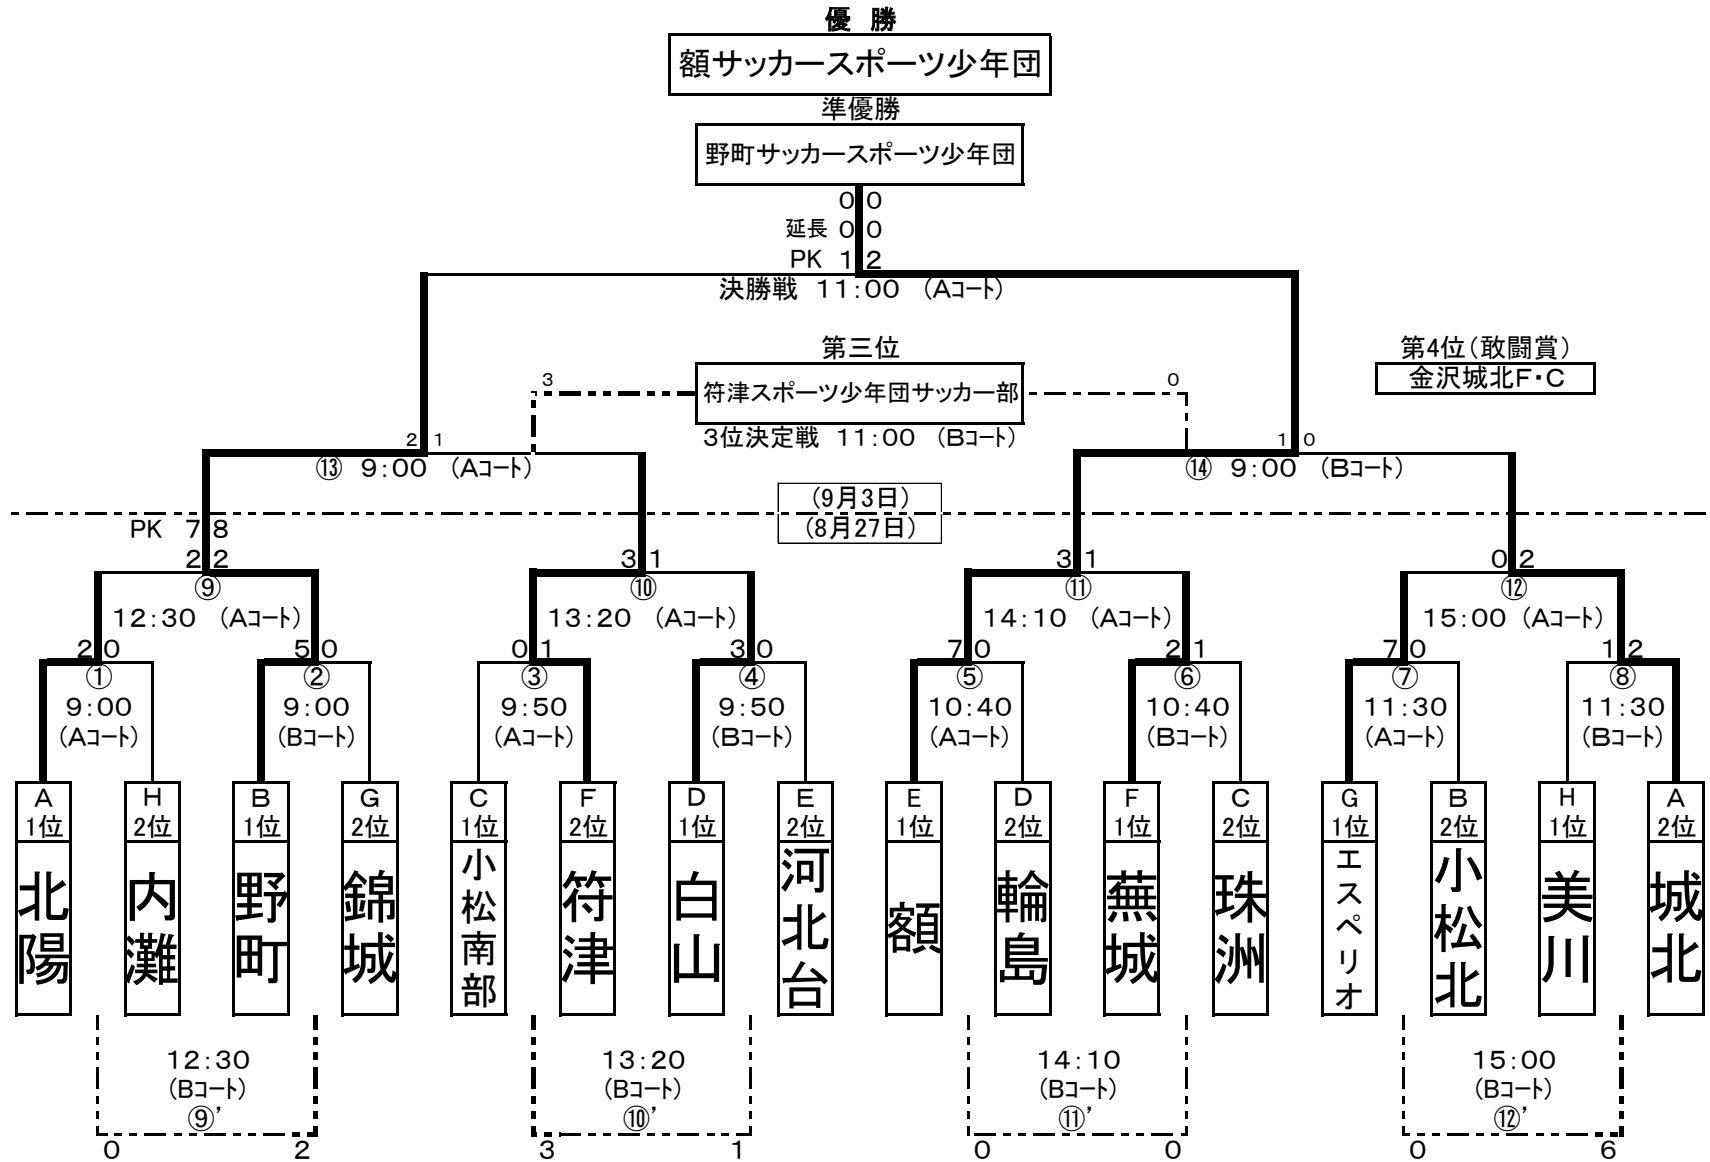 優 勝
額サッカースポーツ少年団
準優勝
野町サッカースポーツ少年団
0 0
延長 0 0
PK 1 2
決勝戦 11:00 (Aコート)
第三位
第4位(敢闘賞)
3 符津スポーツ少年団サッカー部 0
金沢城北F・C
3位決定戦 11:00 (Bコート)
2 1
1 0
⑬ 9:00 (Aコート)
⑭ 9:00 (Bコート)
(9月3日)
(8月27日)
PK 7 8
2 2
3 1
3 1
0 2
⑨
⑩
⑪
⑫
12:30 (Aコート)
13:20 (Aコート)
14:10 (Aコート)
15:00 (Aコート)
2 0
5 0
0 1
3 0
7 0
2 1
7 0
1 2
①
②
③
④
⑤
⑥
⑦
⑧
9:00
9:00
9:50
9:50
10:40
10:40
11:30
11:30
(Aコート)
(Bコート)
(Aコート)
(Bコート)
(Aコート)
(Bコート)
(Aコート)
(Bコート)
A
H
B
G
C
F
D
E
E
D
F
C
G
B
H
A
1位
2位
1位
2位
1位
2位
1位
2位
1位
2位
1位
2位
1位
2位
1位
2位
北陽
内灘
野町
錦城
小松南部
符津
白山
河北台
額
輪島
蕪城
珠洲
エスペリオ
小松北
美川
城北
12:30
13:20
14:10
15:00
(Bコート)
(Bコート)
(Bコート)
(Bコート)
⑨'
⑩'
⑪'
⑫'
0 2
3 1
0 0
0 6